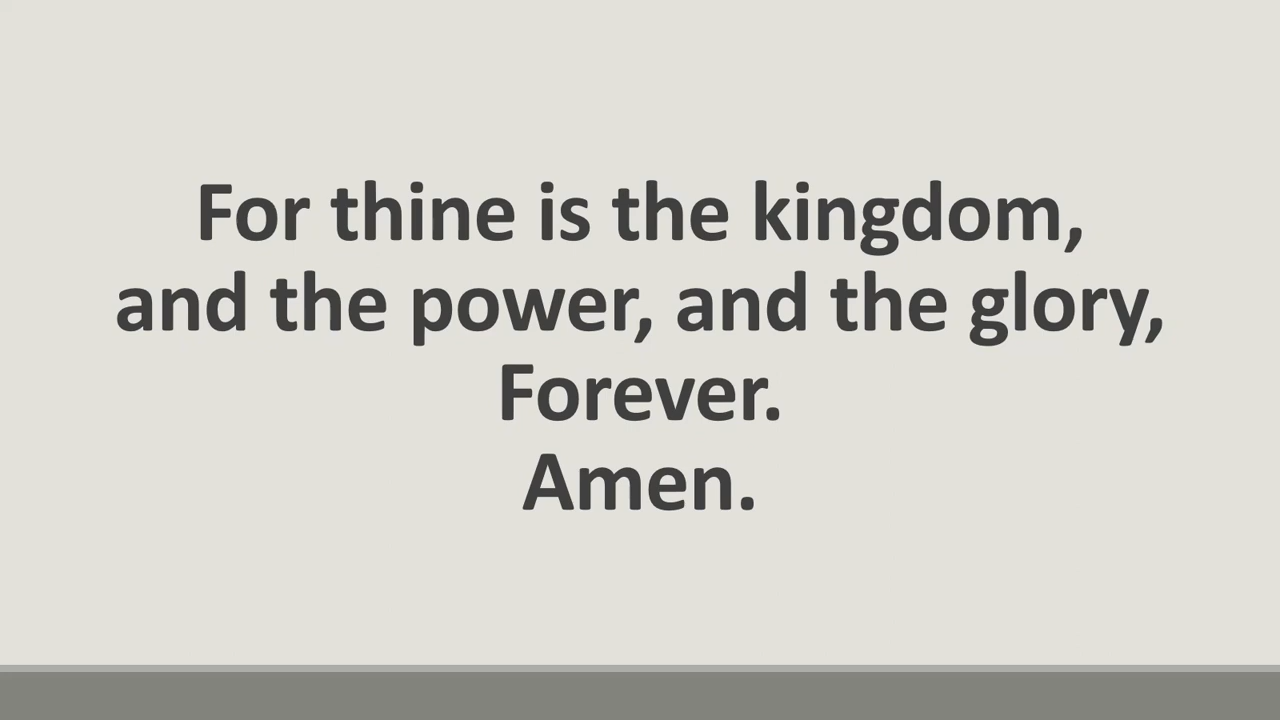 For thine is the kingdom,
and the power, and the glory,
Forever.
Amen.